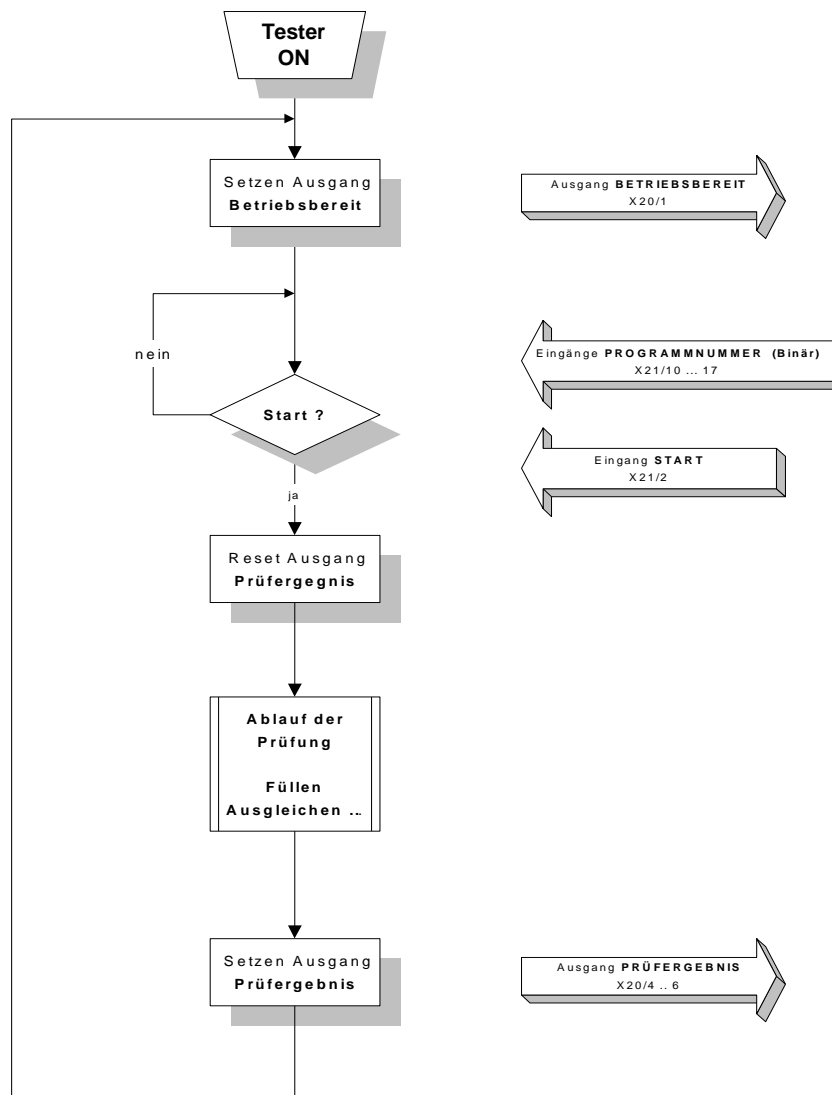 Tester
ON
Setzen Ausgang
Betriebsbereit
Ausgang BETRIEBSBEREIT
X20/1
nein
Eingänge PROGRAMMNUMMER (Binär)
X21/10 ... 17
Start ?
Eingang START
X21/2
ja
Reset Ausgang
Prüfergegnis
Ablauf der
Prüfung
Füllen
Ausgleichen ...
Setzen Ausgang
Prüfergebnis
Ausgang PRÜFERGEBNIS
X20/4 .. 6